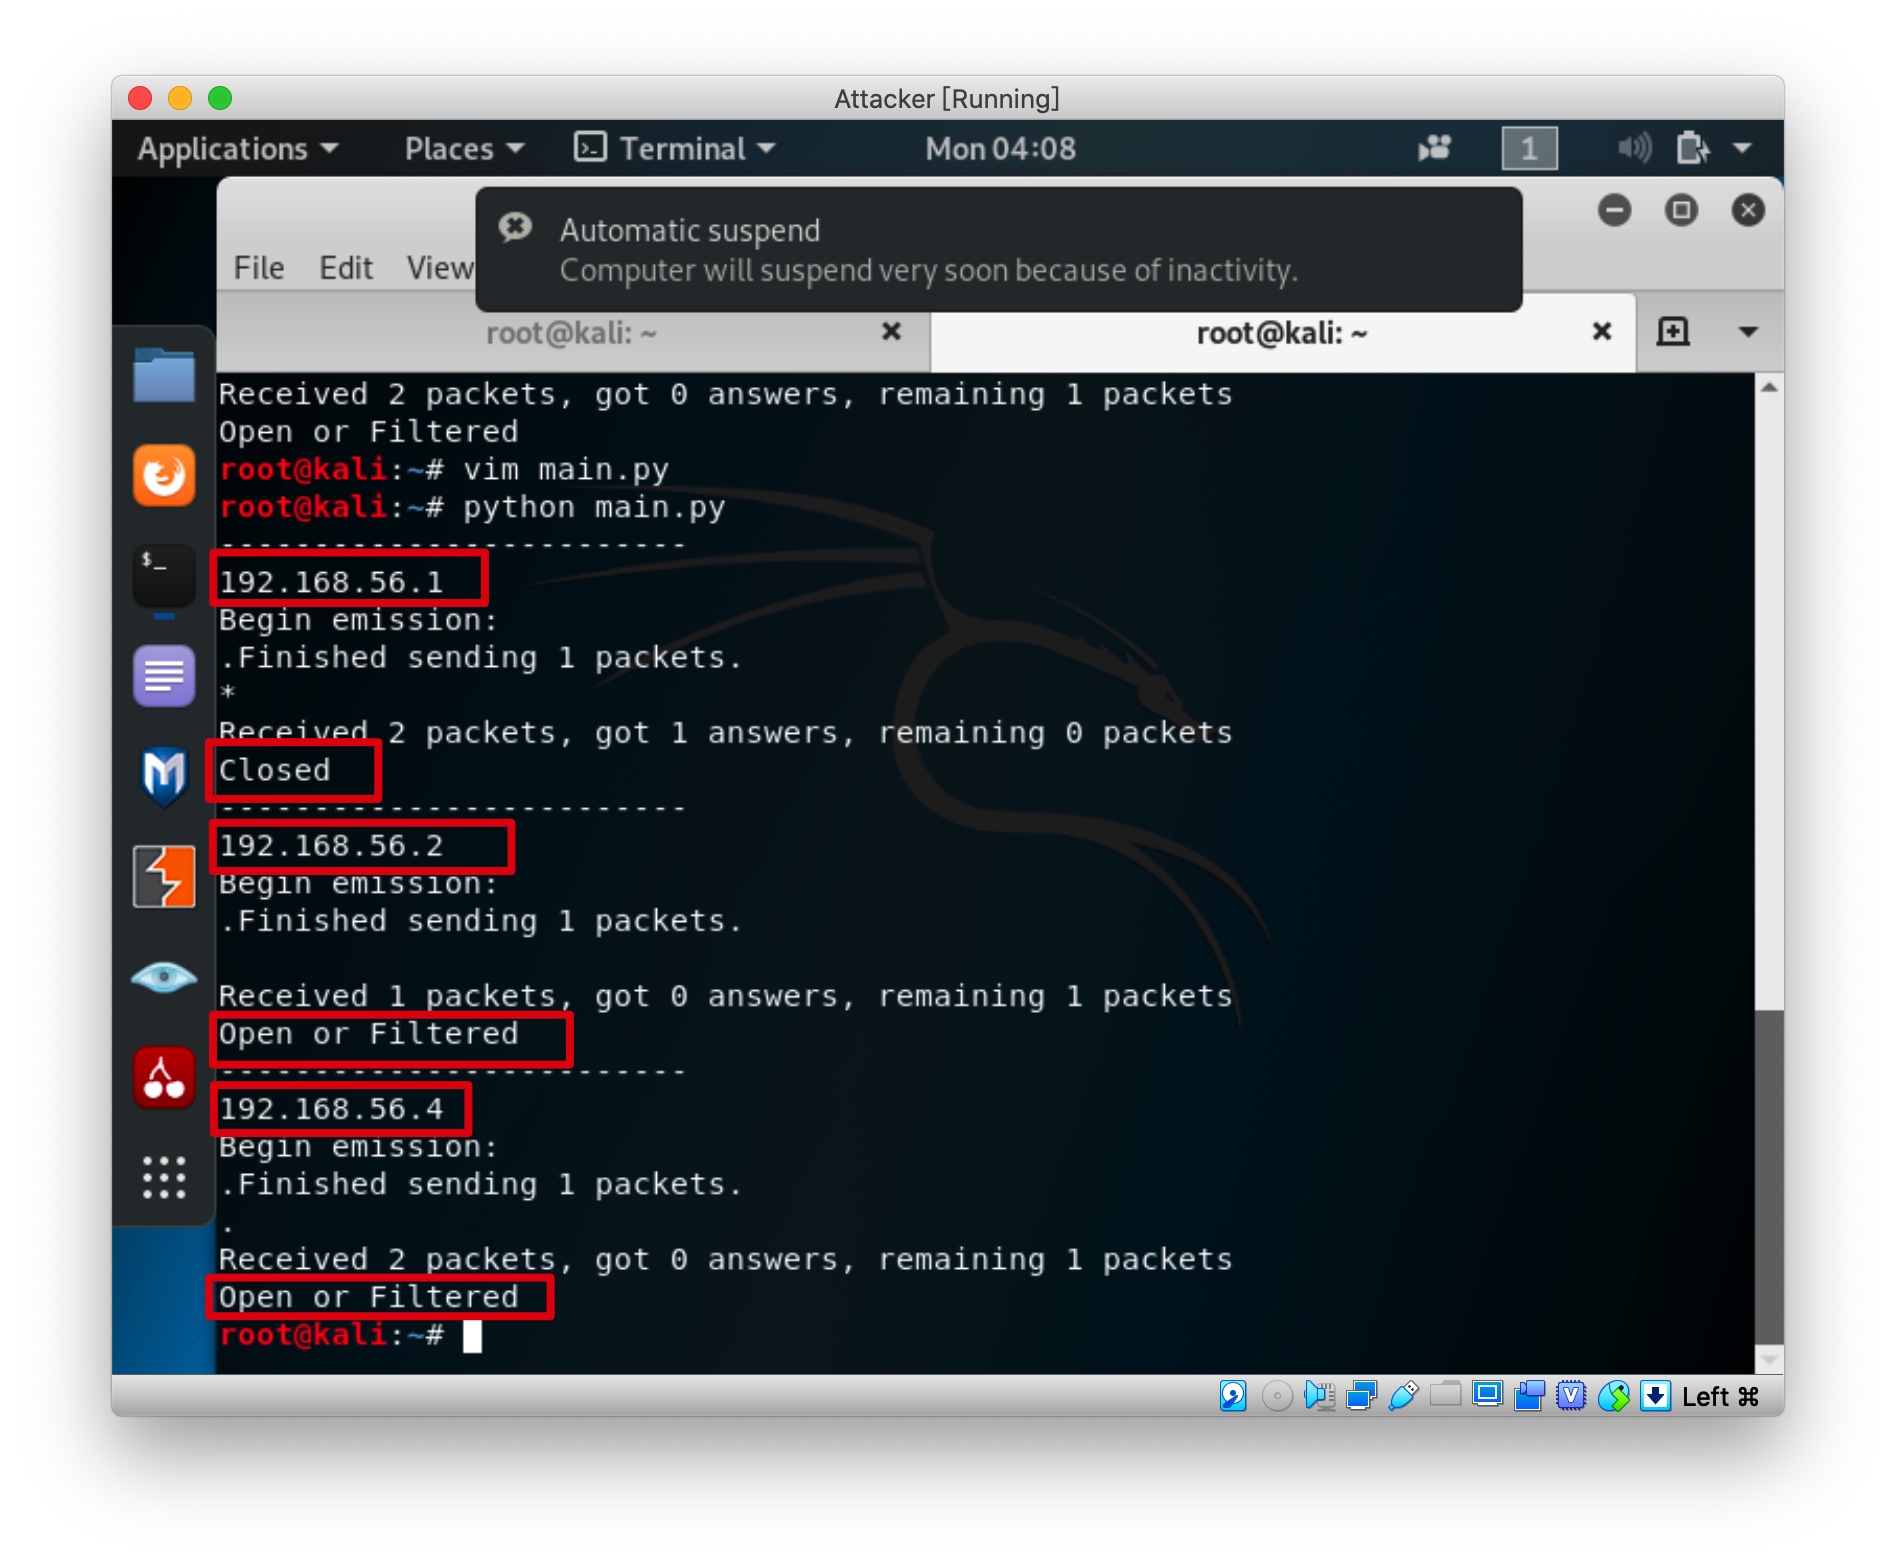 Attacker [Running]
Applications Places Terminal Mon 04:08 1
Automatic suspend
Computer will suspend very soon because of inactivity.
File Edit View
root@kali: ~ root@kali: ~
Received 2 packets, got 0 answers, remaining 1 packets
Open or Filtered
root@kali:~# vim main.py
root@kali:~# python main.py
-------------------------
192.168.56.1
Begin emission:
.Finished sending 1 packets.
*
Received 2 packets, got 1 answers, remaining 0 packets
Closed
-------------------------
192.168.56.2
Begin emission:
.Finished sending 1 packets.
Received 1 packets, got 0 answers, remaining 1 packets
Open or Filtered
-------------------------
192.168.56.4
Begin emission:
.Finished sending 1 packets.
.
Received 2 packets, got 0 answers, remaining 1 packets
Open or Filtered
root@kali:~#
Left ⌘